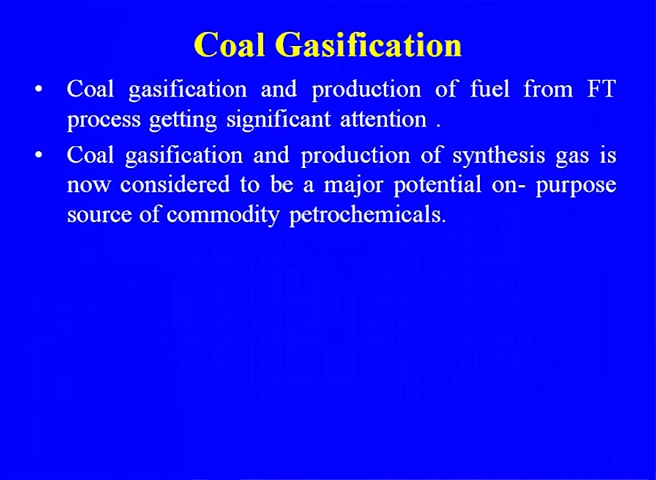 Coal Gasification
• Coal gasification and production of fuel from FT
process getting significant attention .
• Coal gasification and production of synthesis gas is
now considered to be a major potential on- purpose
source of commodity petrochemicals.